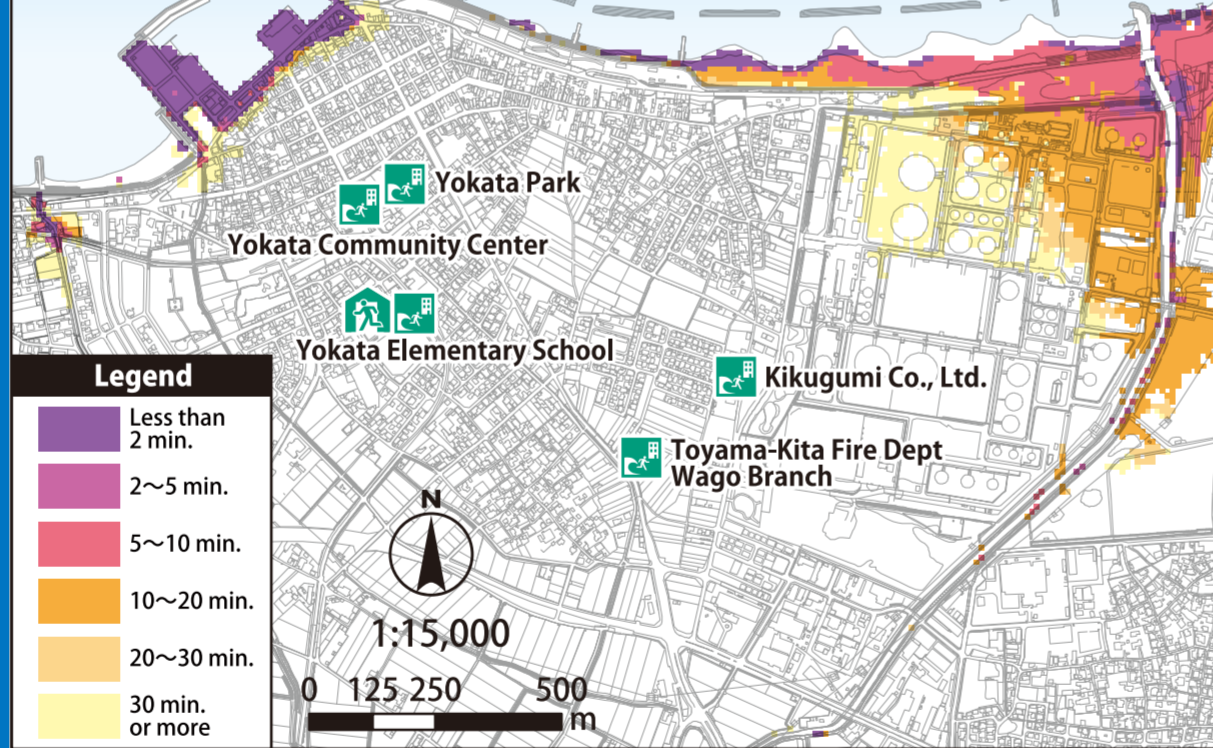 Yokata Park
Yokata Community Center
Yokata Elementary School
Kikugumi Co., Ltd.
Toyama-Kita Fire Dept
Wago Branch
Legend
Less than
2 min.
2〜5 min.
5〜10 min.
10〜20 min.
20〜30 min.
30 min.
or more
N
1:15,000
0 125 250 500
m